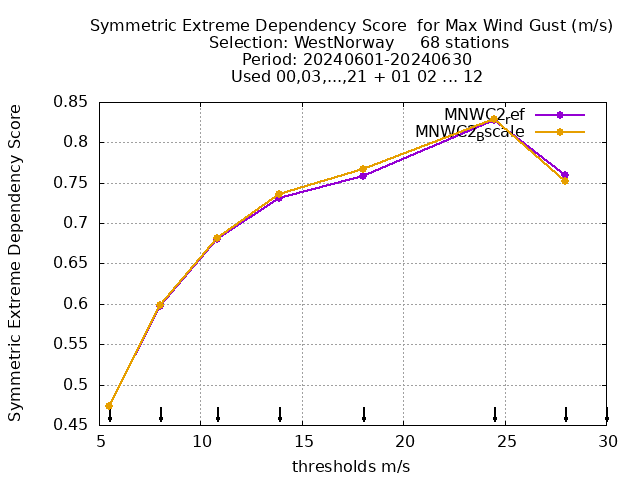 Symmetric Extreme Dependency Score for Max Wind Gust (m/s)
Selection: WestNorway 68 stations
Period: 20240601-20240630
Used 00,03,...,21 + 01 02 ... 12
Symmetric Extreme Dependency Score
0.85
0.8
0.75
0.7
0.65
0.6
0.55
0.5
0.45
MNWC2ref
MNWC2Bscale
5
10
15
20
25
30
thresholds m/s